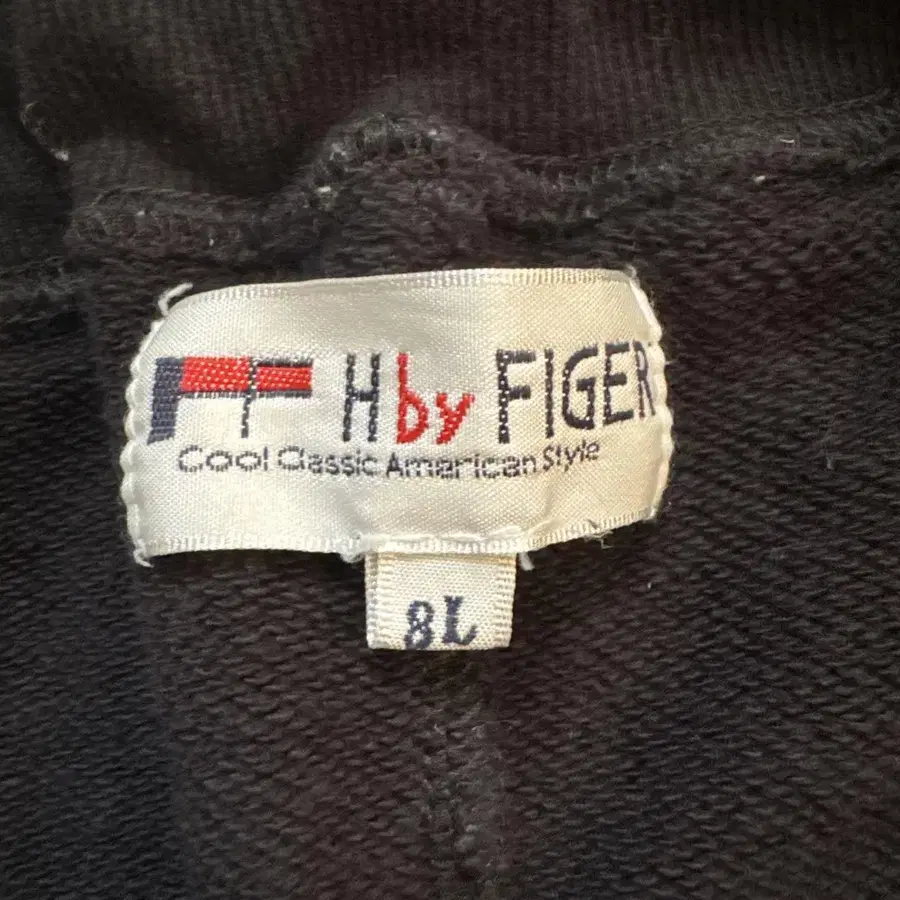 H by FIGER
Cool Classic American Style
8L